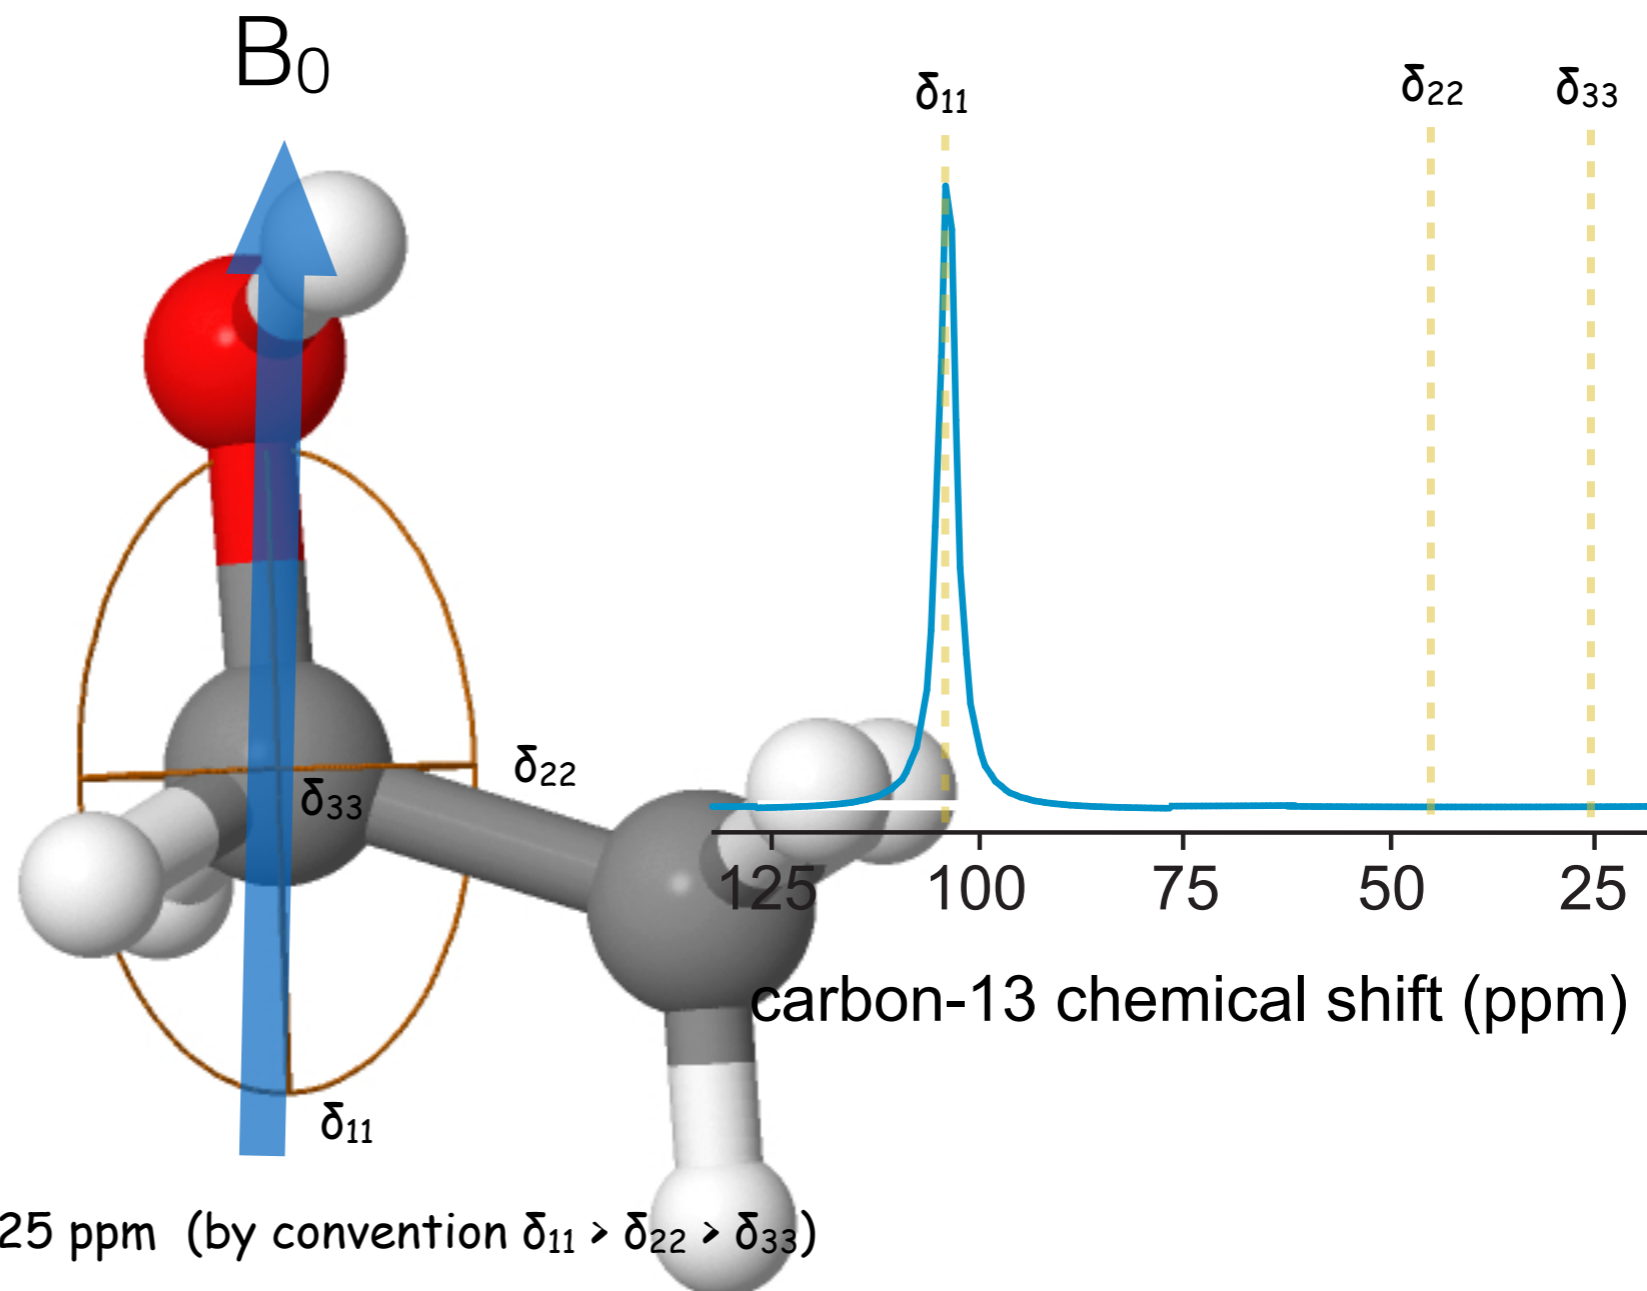 B₀
δ₁₁ δ₂₂ δ₃₃
δ₂₂
δ₃₃
125 100 75 50 25
carbon-13 chemical shift (ppm)
δ₁₁
25 ppm (by convention δ₁₁ > δ₂₂ > δ₃₃)